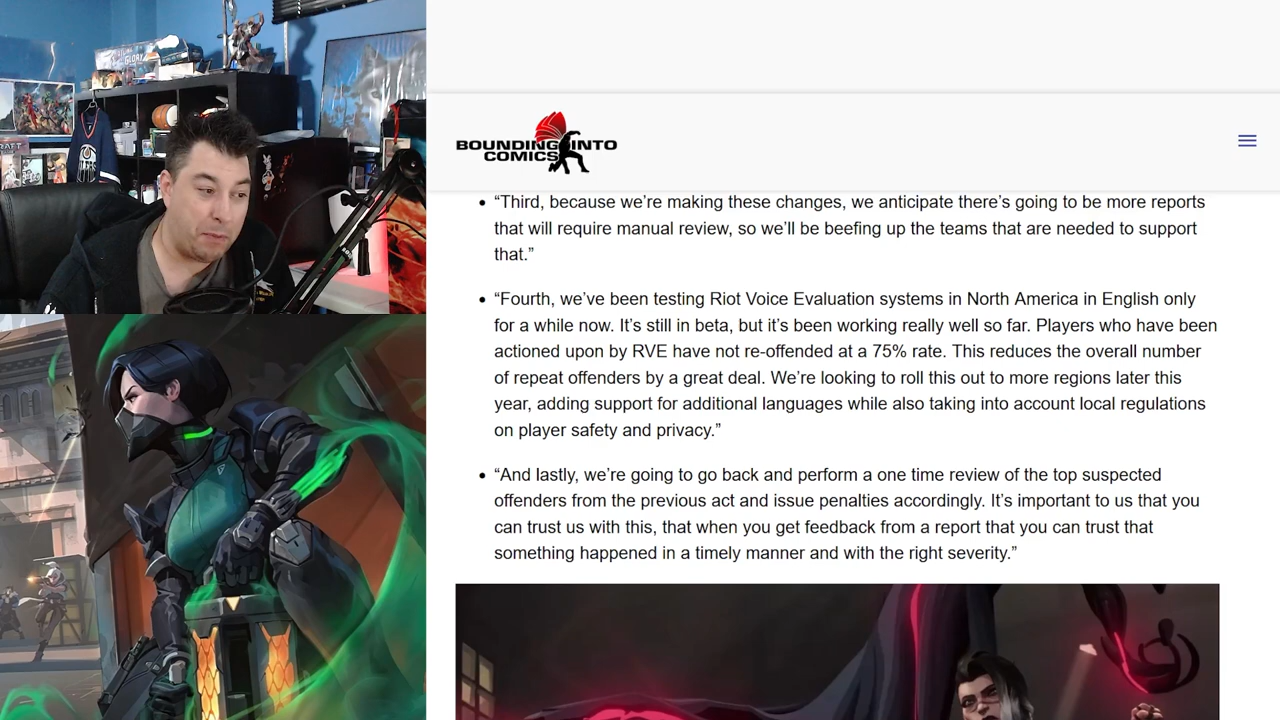 GLORY
RAFT
BOUNDING INTO
COMICS
• “Third, because we’re making these changes, we anticipate there’s going to be more reports
that will require manual review, so we’ll be beefing up the teams that are needed to support
that.”
• “Fourth, we’ve been testing Riot Voice Evaluation systems in North America in English only
for a while now. It’s still in beta, but it’s been working really well so far. Players who have been
actioned upon by RVE have not re-offended at a 75% rate. This reduces the overall number
of repeat offenders by a great deal. We’re looking to roll this out to more regions later this
year, adding support for additional languages while also taking into account local regulations
on player safety and privacy.”
• “And lastly, we’re going to go back and perform a one time review of the top suspected
offenders from the previous act and issue penalties accordingly. It’s important to us that you
can trust us with this, that when you get feedback from a report that you can trust that
something happened in a timely manner and with the right severity.”